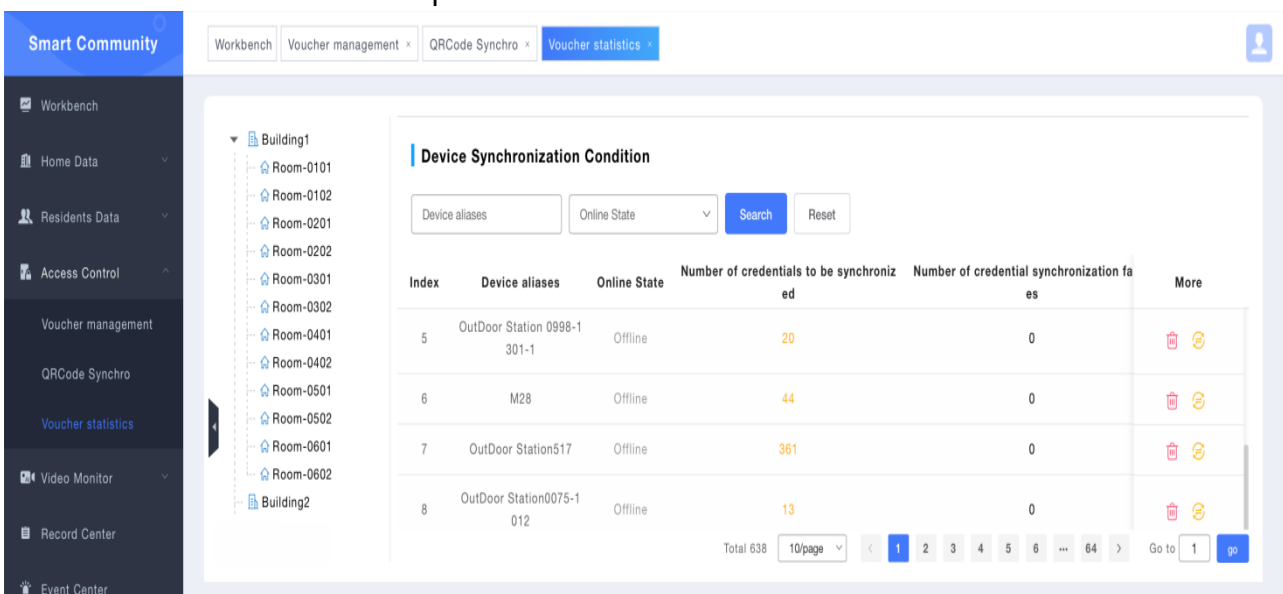 Smart Community
Workbench
Voucher management ×
QRCode Synchro ×
Voucher statistics ×
Workbench
Home Data
Residents Data
Access Control
Voucher management
QRCode Synchro
Voucher statistics
Video Monitor
Record Center
Event Center
Building1
Room-0101
Room-0102
Room-0201
Room-0202
Room-0301
Room-0302
Room-0401
Room-0402
Room-0501
Room-0502
Room-0601
Room-0602
Building2
Device Synchronization Condition
Device aliases
Online State
Search
Reset
Index
Device aliases
Online State
Number of credentials to be synchroniz
ed
Number of credential synchronization fa
es
More
5
OutDoor Station 0998-1
301-1
Offline
20
0
6
M28
Offline
44
0
7
OutDoor Station517
Offline
361
0
8
OutDoor Station0075-1
012
Offline
13
0
Total 638
10/page
< 1 2 3 4 5 6 ··· 64 >
Go to 1 go